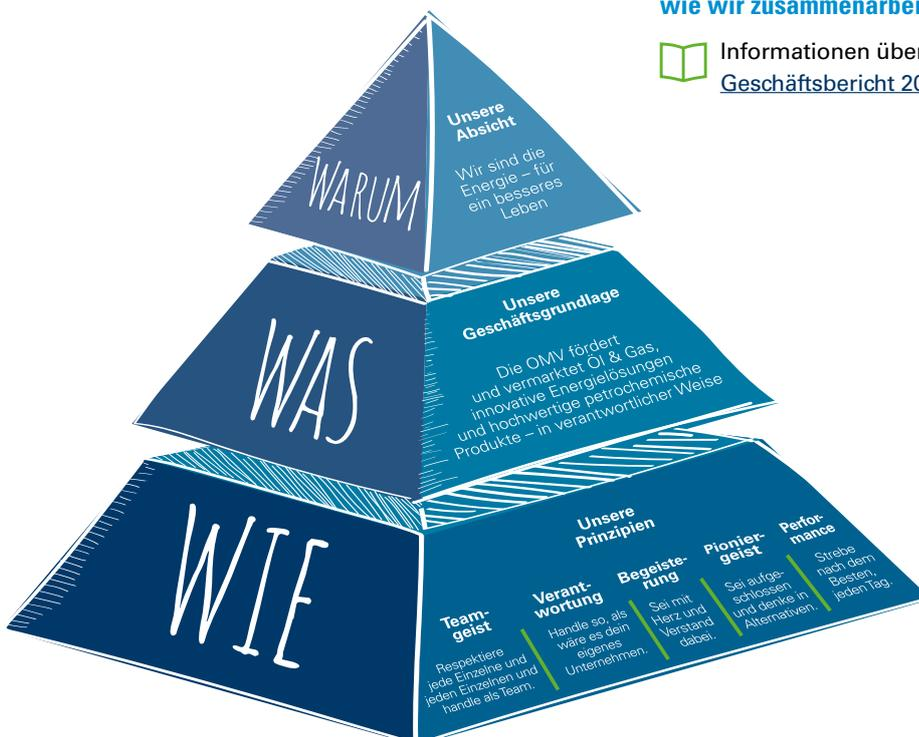 wie wir zusammenarbei
Informationen über
Geschäftsbericht 20
WARUM
Unsere
Absicht
Wir sind die
Energie – für
ein besseres
Leben
WAS
Unsere
Geschäftsgrundlage
Die OMV fördert
und vermarktet Öl & Gas,
innovative Energielösungen
und hochwertige petrochemische
Produkte – in verantwortlicher Weise
WIE
Unsere
Prinzipien
Team-
geist
Respektiere
jede Einzelne und
jeden Einzelnen und
handle als Team.
Verant-
wortung
Handle so, als
wäre es dein
eigenes
Unternehmen.
Begeiste-
rung
Sei mit
Herz und
Verstand
dabei.
Pionier-
geist
Sei aufge-
schlossen
und denke in
Alternativen.
Perfor-
mance
Strebe
nach dem
Besten,
jeden Tag.